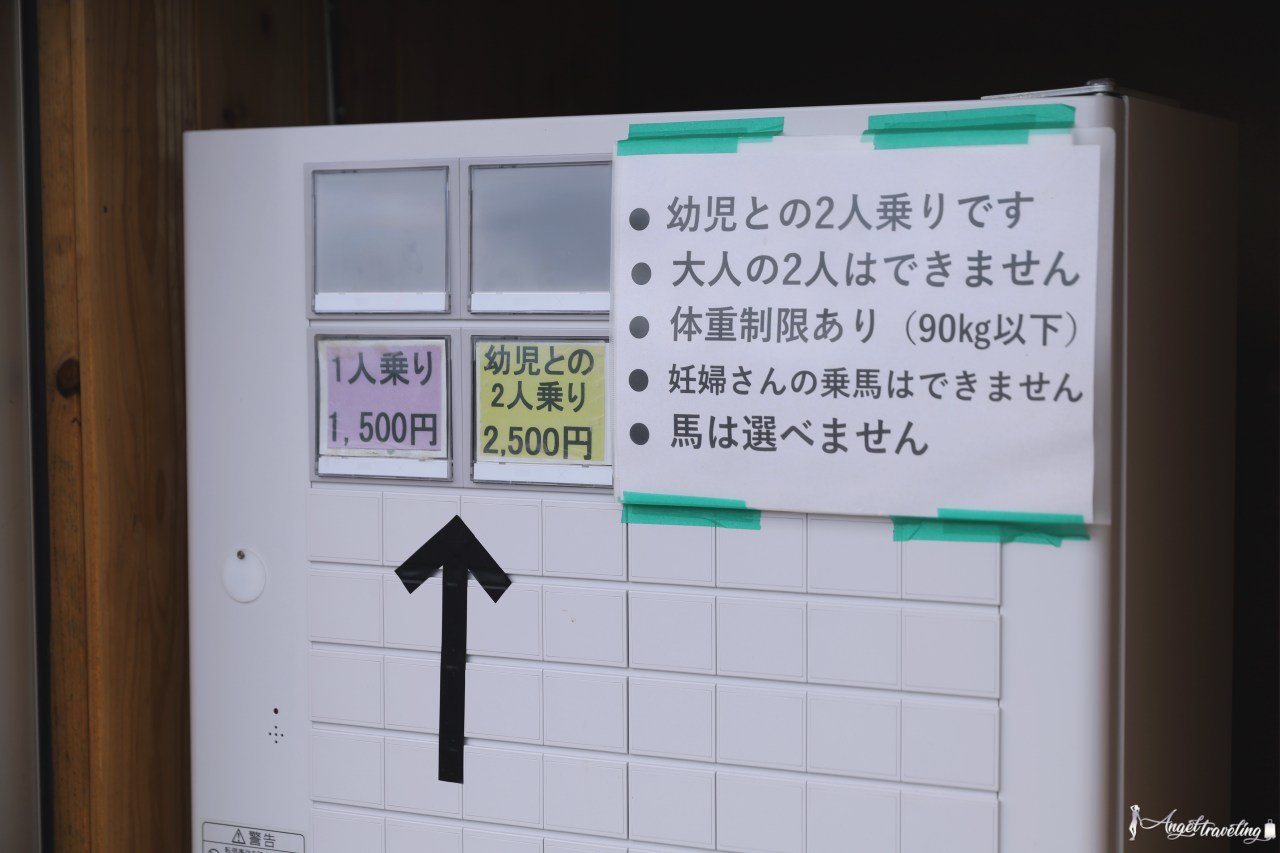 ● 幼児との2人乗りです
● 大人の2人はできません
● 体重制限あり（90kg以下）
● 妊婦さんの乗馬はできません
● 馬は選べません
1人乗り
1,500円
幼児との
2人乗り
2,500円
警告
Angel traveling